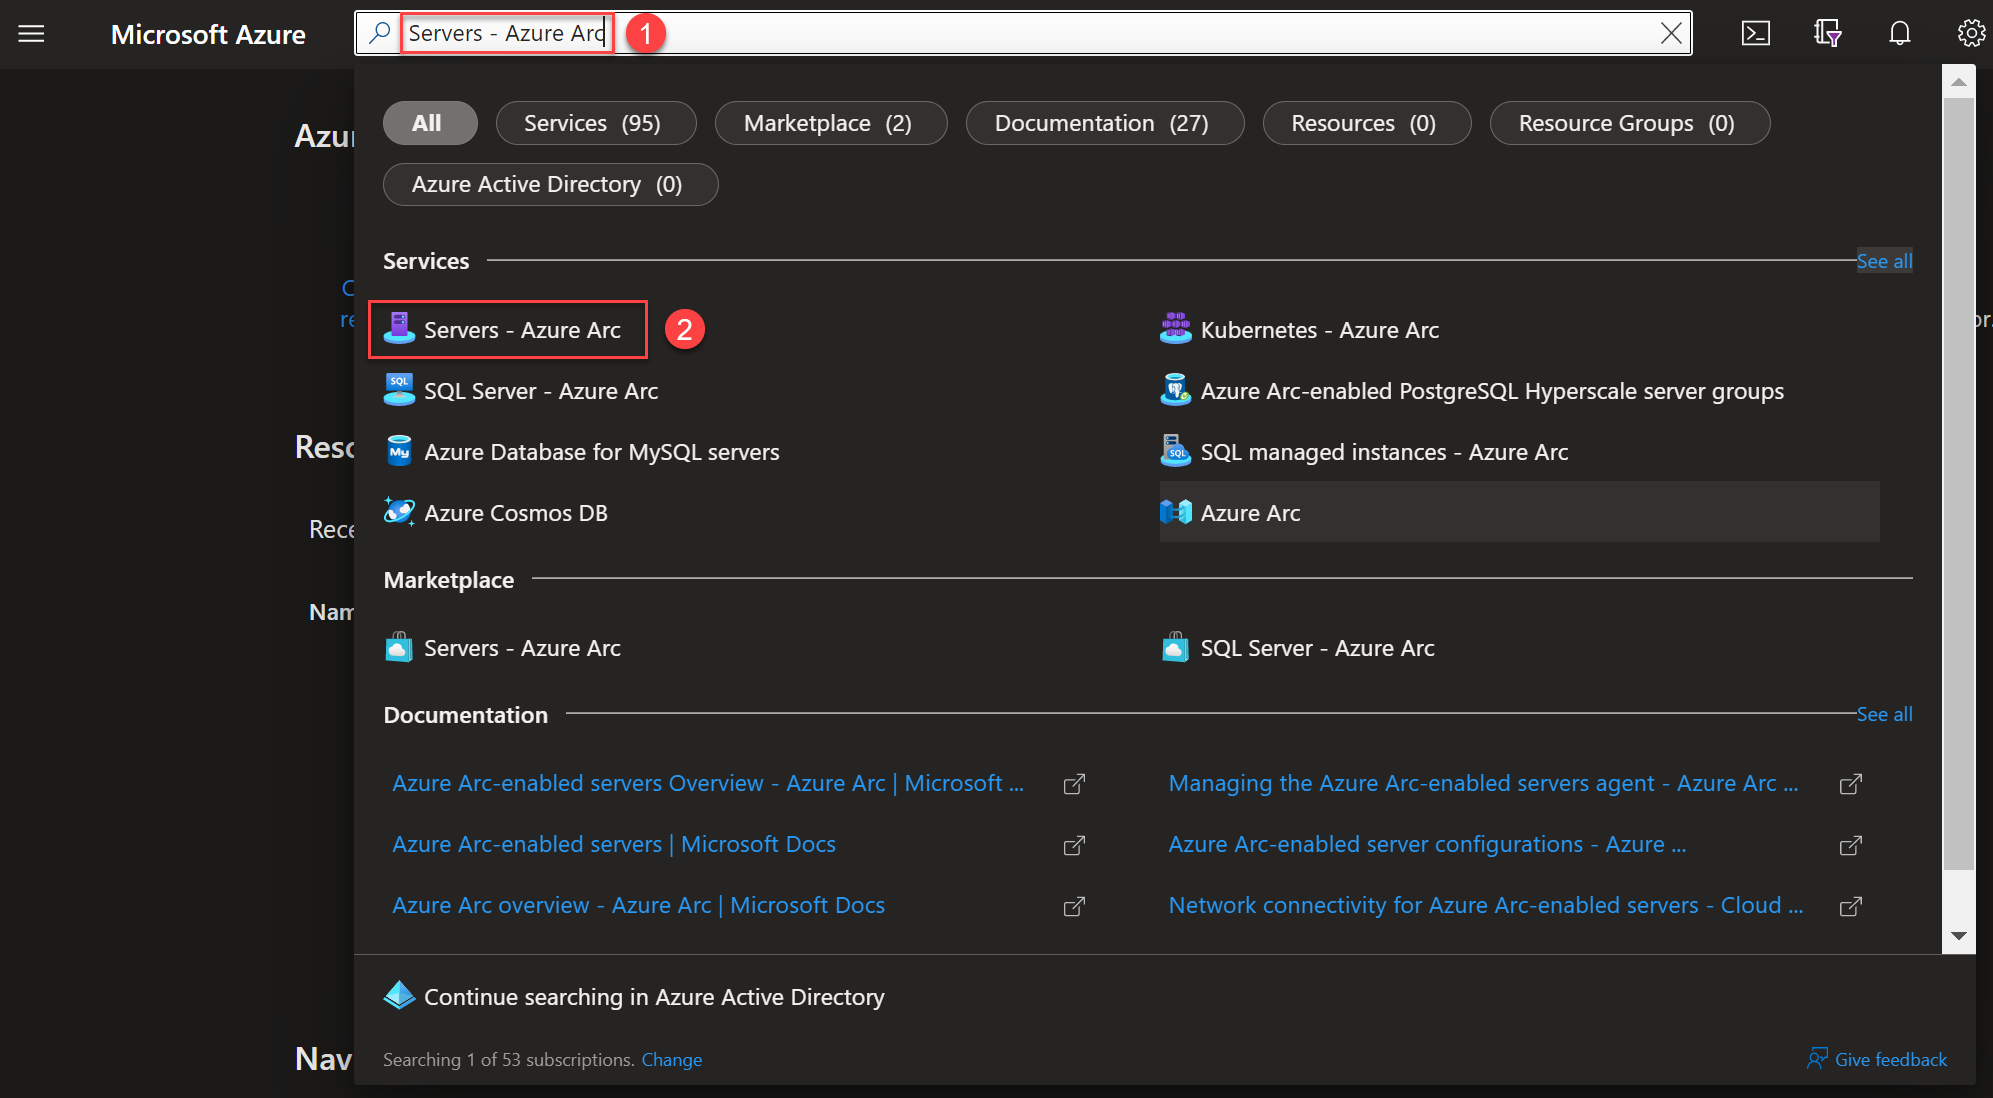 Microsoft Azure
Servers - Azure Arc
1
All
Services (95)
Marketplace (2)
Documentation (27)
Resources (0)
Resource Groups (0)
Azure Active Directory (0)
Azu
Services
See all
C
re
Servers - Azure Arc
2
Kubernetes - Azure Arc
or.
SQL Server - Azure Arc
Azure Arc-enabled PostgreSQL Hyperscale server groups
Reso
Azure Database for MySQL servers
SQL managed instances - Azure Arc
Rece
Azure Cosmos DB
Azure Arc
Marketplace
Nam
Servers - Azure Arc
SQL Server - Azure Arc
Documentation
See all
Azure Arc-enabled servers Overview - Azure Arc | Microsoft ...
Managing the Azure Arc-enabled servers agent - Azure Arc ...
Azure Arc-enabled servers | Microsoft Docs
Azure Arc-enabled server configurations - Azure ...
Azure Arc overview - Azure Arc | Microsoft Docs
Network connectivity for Azure Arc-enabled servers - Cloud ...
Continue searching in Azure Active Directory
Nav
Searching 1 of 53 subscriptions. Change
Give feedback